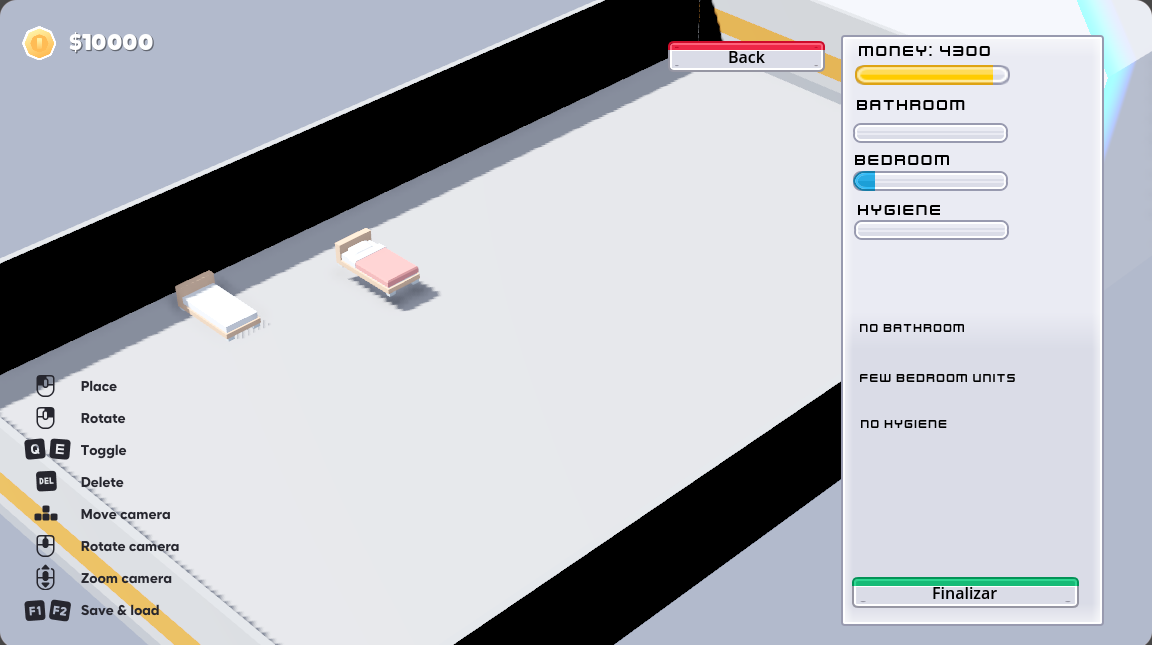 $10000
Back
MONEY: 4300
BATHROOM
BEDROOM
HYGIENE
NO BATHROOM
FEW BEDROOM UNITS
NO HYGIENE
Finalizar
Place
Rotate
Q E Toggle
DEL Delete
Move camera
Rotate camera
Zoom camera
F1 F2 Save & load